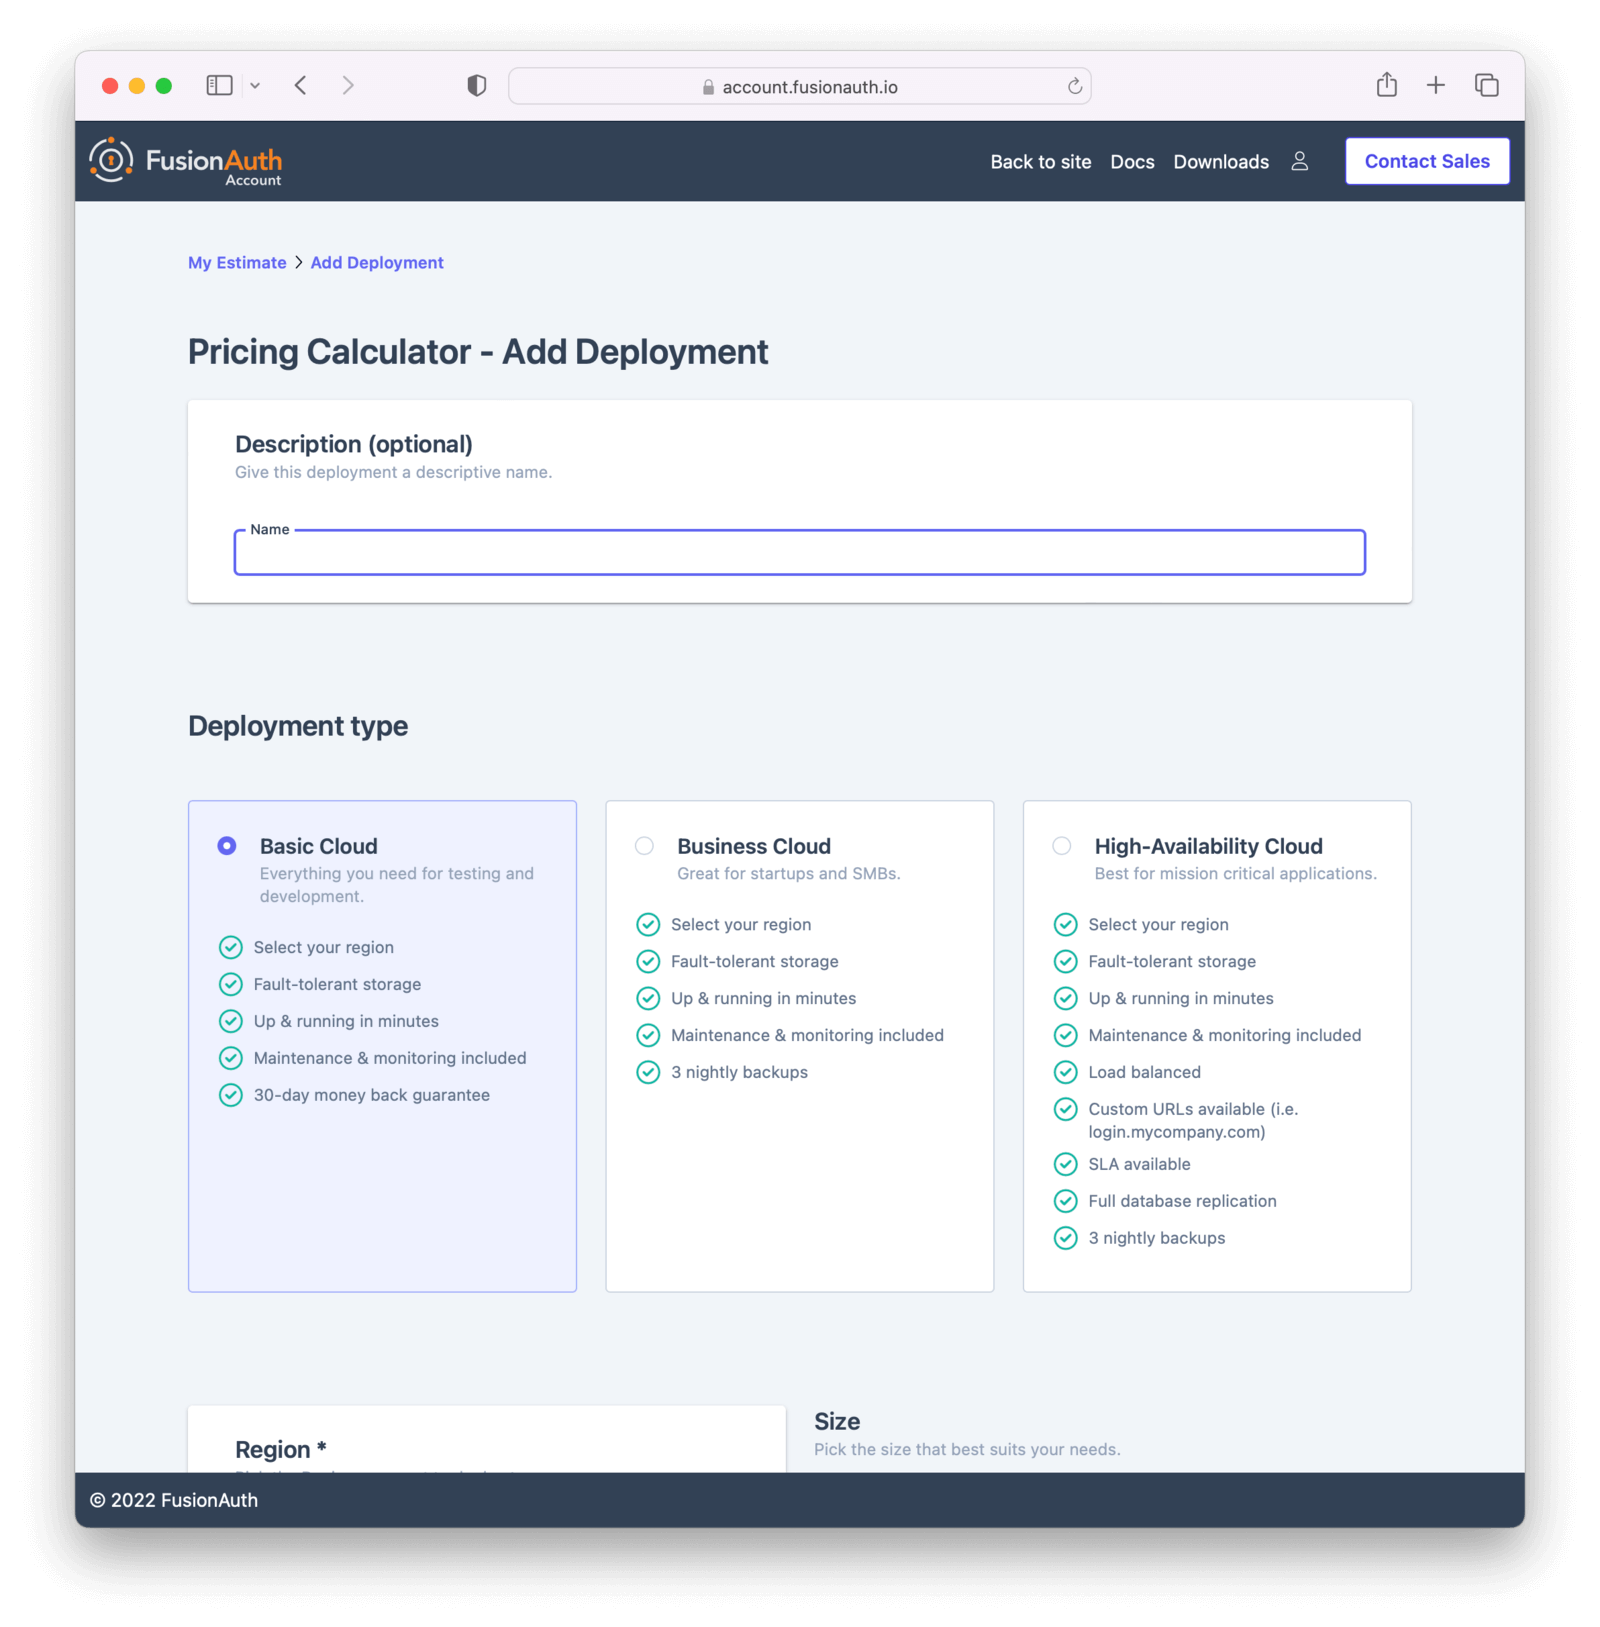 account.fusionauth.io
FusionAuth
Account
Back to site
Docs
Downloads
Contact Sales
My Estimate > Add Deployment
Pricing Calculator - Add Deployment
Description (optional)
Give this deployment a descriptive name.
Name
Deployment type
Basic Cloud
Everything you need for testing and
development.
Select your region
Fault-tolerant storage
Up & running in minutes
Maintenance & monitoring included
30-day money back guarantee
Business Cloud
Great for startups and SMBs.
Select your region
Fault-tolerant storage
Up & running in minutes
Maintenance & monitoring included
3 nightly backups
High-Availability Cloud
Best for mission critical applications.
Select your region
Fault-tolerant storage
Up & running in minutes
Maintenance & monitoring included
Load balanced
Custom URLs available (i.e.
login.mycompany.com)
SLA available
Full database replication
3 nightly backups
Region *
Size
Pick the size that best suits your needs.
© 2022 FusionAuth